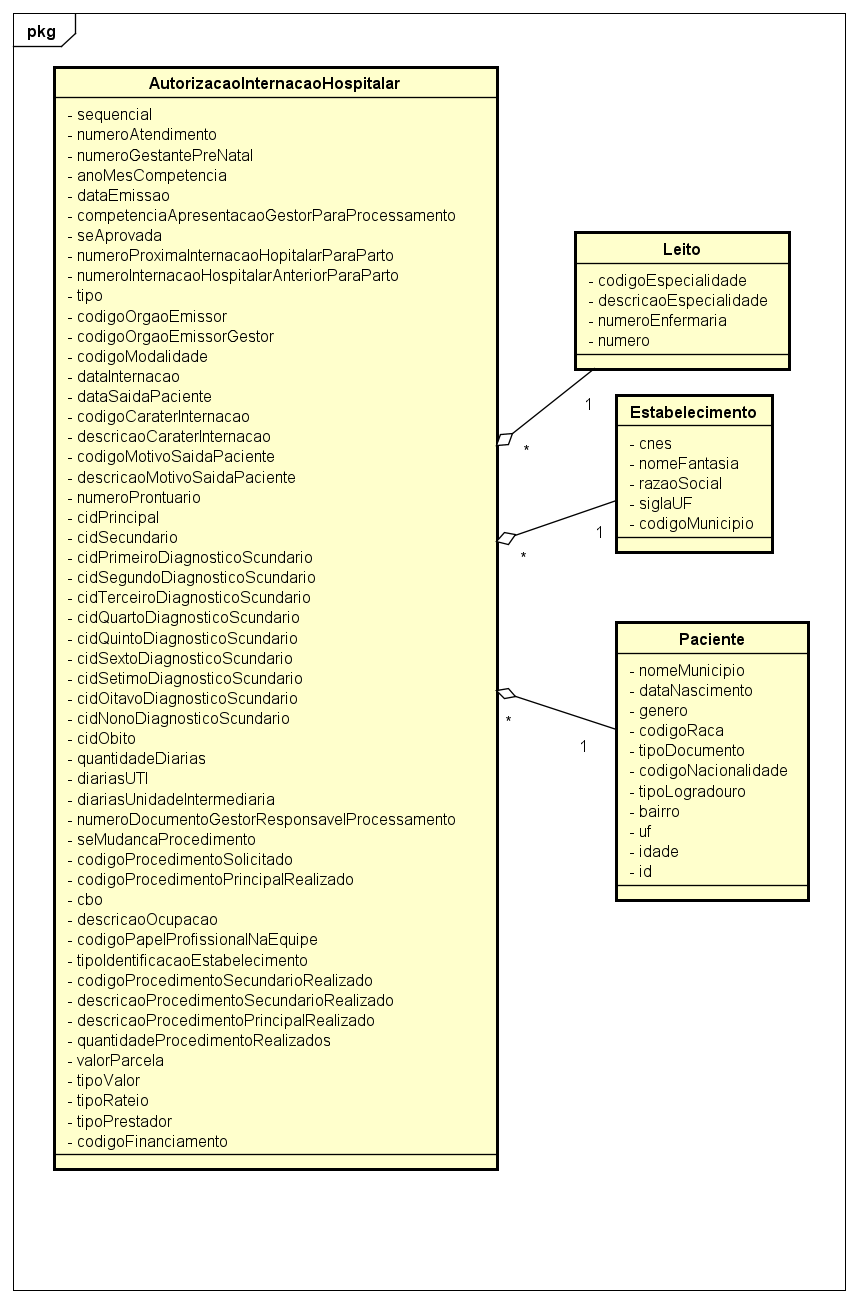 pkg
AutorizacaoInternacaoHospitalar
- sequencial
- numeroAtendimento
- numeroGestantePreNatal
- anoMesCompetencia
- dataEmissao
- competenciaApresentacaoGestorParaProcessamento
- seAprovada
- numeroProximaInternacaoHopitalarParaParto
- numeroInternacaoHospitalarAnteriorParaParto
- tipo
- codigoOrgaoEmissor
- codigoOrgaoEmissorGestor
- codigoModalidade
- dataInternacao
- dataSaidaPaciente
- codigoCaraterInternacao
- descricaoCaraterInternacao
- codigoMotivoSaidaPaciente
- descricaoMotivoSaidaPaciente
- numeroProntuario
- cidPrincipal
- cidSecundario
- cidPrimeiroDiagnosticoScundario
- cidSegundoDiagnosticoScundario
- cidTerceiroDiagnosticoScundario
- cidQuartoDiagnosticoScundario
- cidQuintoDiagnosticoScundario
- cidSextoDiagnosticoScundario
- cidSetimoDiagnosticoScundario
- cidOitavoDiagnosticoScundario
- cidNonoDiagnosticoScundario
- cidObito
- quantidadeDiarias
- diariasUTI
- diariasUnidadeIntermediaria
- numeroDocumentoGestorResponsavelProcessamento
- seMudancaProcedimento
- codigoProcedimentoSolicitado
- codigoProcedimentoPrincipalRealizado
- cbo
- descricaoOcupacao
- codigoPapelProfissionalNaEquipe
- tipoIdentificacaoEstabelecimento
- codigoProcedimentoSecundarioRealizado
- descricaoProcedimentoSecundarioRealizado
- descricaoProcedimentoPrincipalRealizado
- quantidadeProcedimentoRealizados
- valorParcela
- tipoValor
- tipoRateio
- tipoPrestador
- codigoFinanciamento
Leito
- codigoEspecialidade
- descricaoEspecialidade
- numeroEnfermaria
- numero
1
*
Estabelecimento
- cnes
- nomeFantasia
- razaoSocial
- siglaUF
- codigoMunicipio
1
*
Paciente
- nomeMunicipio
- dataNascimento
- genero
- codigoRaca
- tipoDocumento
- codigoNacionalidade
- tipoLogradouro
- bairro
- uf
- idade
- id
*
1